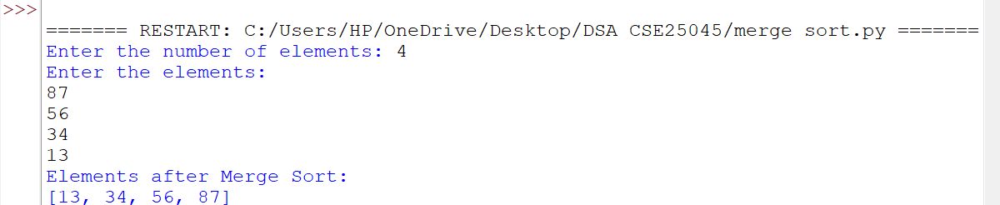 >>>
======= RESTART: C:/Users/HP/OneDrive/Desktop/DSA CSE25045/merge sort.py =======
Enter the number of elements: 4
Enter the elements:
87
56
34
13
Elements after Merge Sort:
[13, 34, 56, 87]